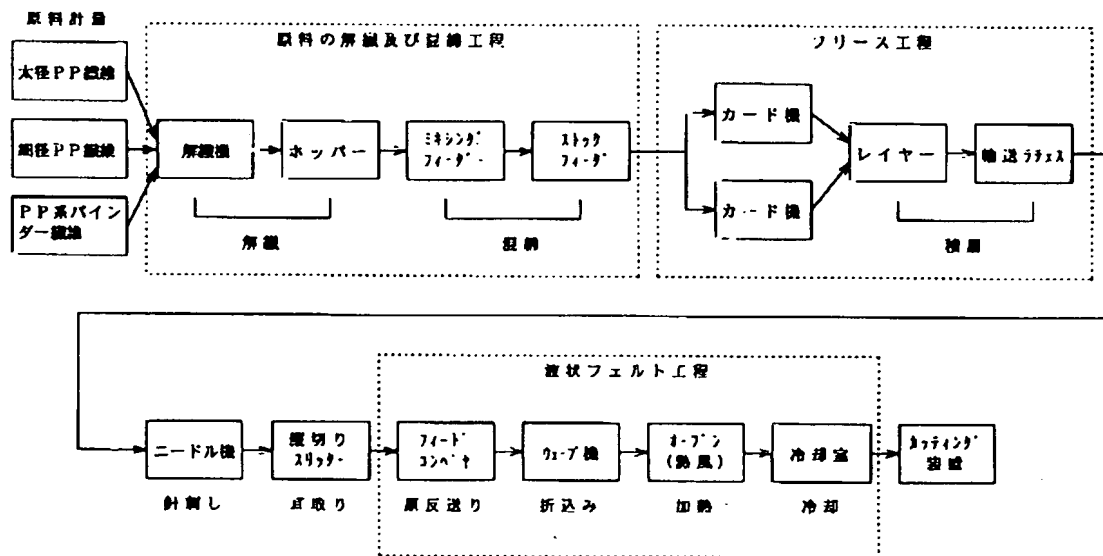 原料計量
原料の解繊及び混綿工程
フリース工程
太径PP繊維
細径PP繊維
PP系バイン
ダー繊維
解繊機
ホッパー
ミキシング
フィーダー
ストック
フィーダ
カード機
カード機
レイヤー
輸送ラチェス
解繊
混綿
積層
波状フェルト工程
ニードル機
縦切り
スリッター
フィード
コンベヤ
ウェーブ機
オーブン
(熱風)
冷却室
カッティング
装置
針刺し
耳取り
原反送り
折込み
加熱
冷却